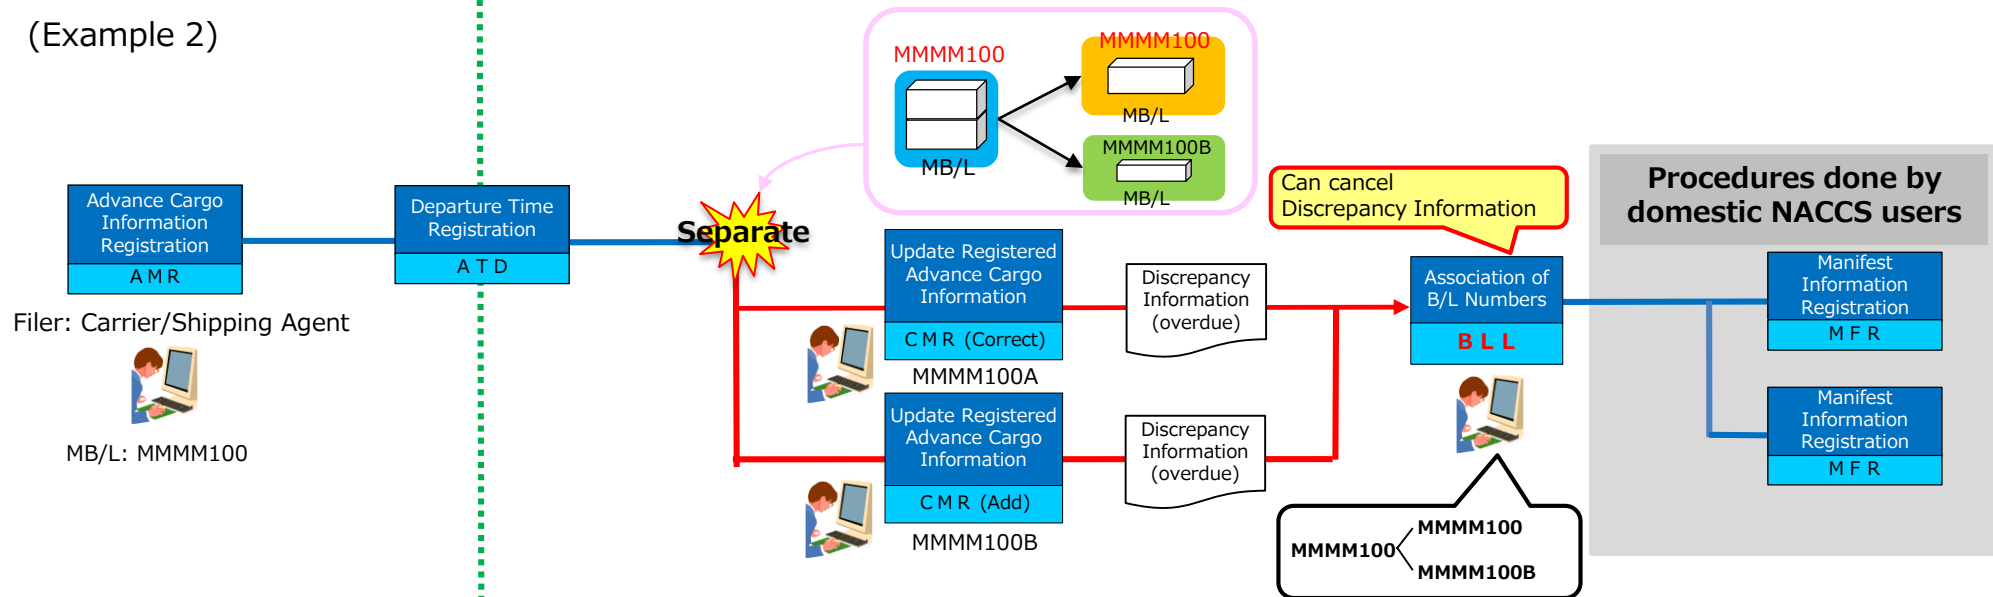 (Example 2)
MMMM100
MB/L
MMMM100
MB/L
MMMM100B
MB/L
Advance Cargo
Information
Registration
AMR
Filer: Carrier/Shipping Agent
MB/L: MMMM100
Departure Time
Registration
ATD
Separate
Update Registered
Advance Cargo
Information
CMR (Correct)
MMMM100A
Update Registered
Advance Cargo
Information
CMR (Add)
MMMM100B
Discrepancy
Information
(overdue)
Discrepancy
Information
(overdue)
Can cancel
Discrepancy Information
Association of
B/L Numbers
BLL
MMMM100
MMMM100
MMMM100B
Procedures done by
domestic NACCS users
Manifest
Information
Registration
MFR
Manifest
Information
Registration
MFR